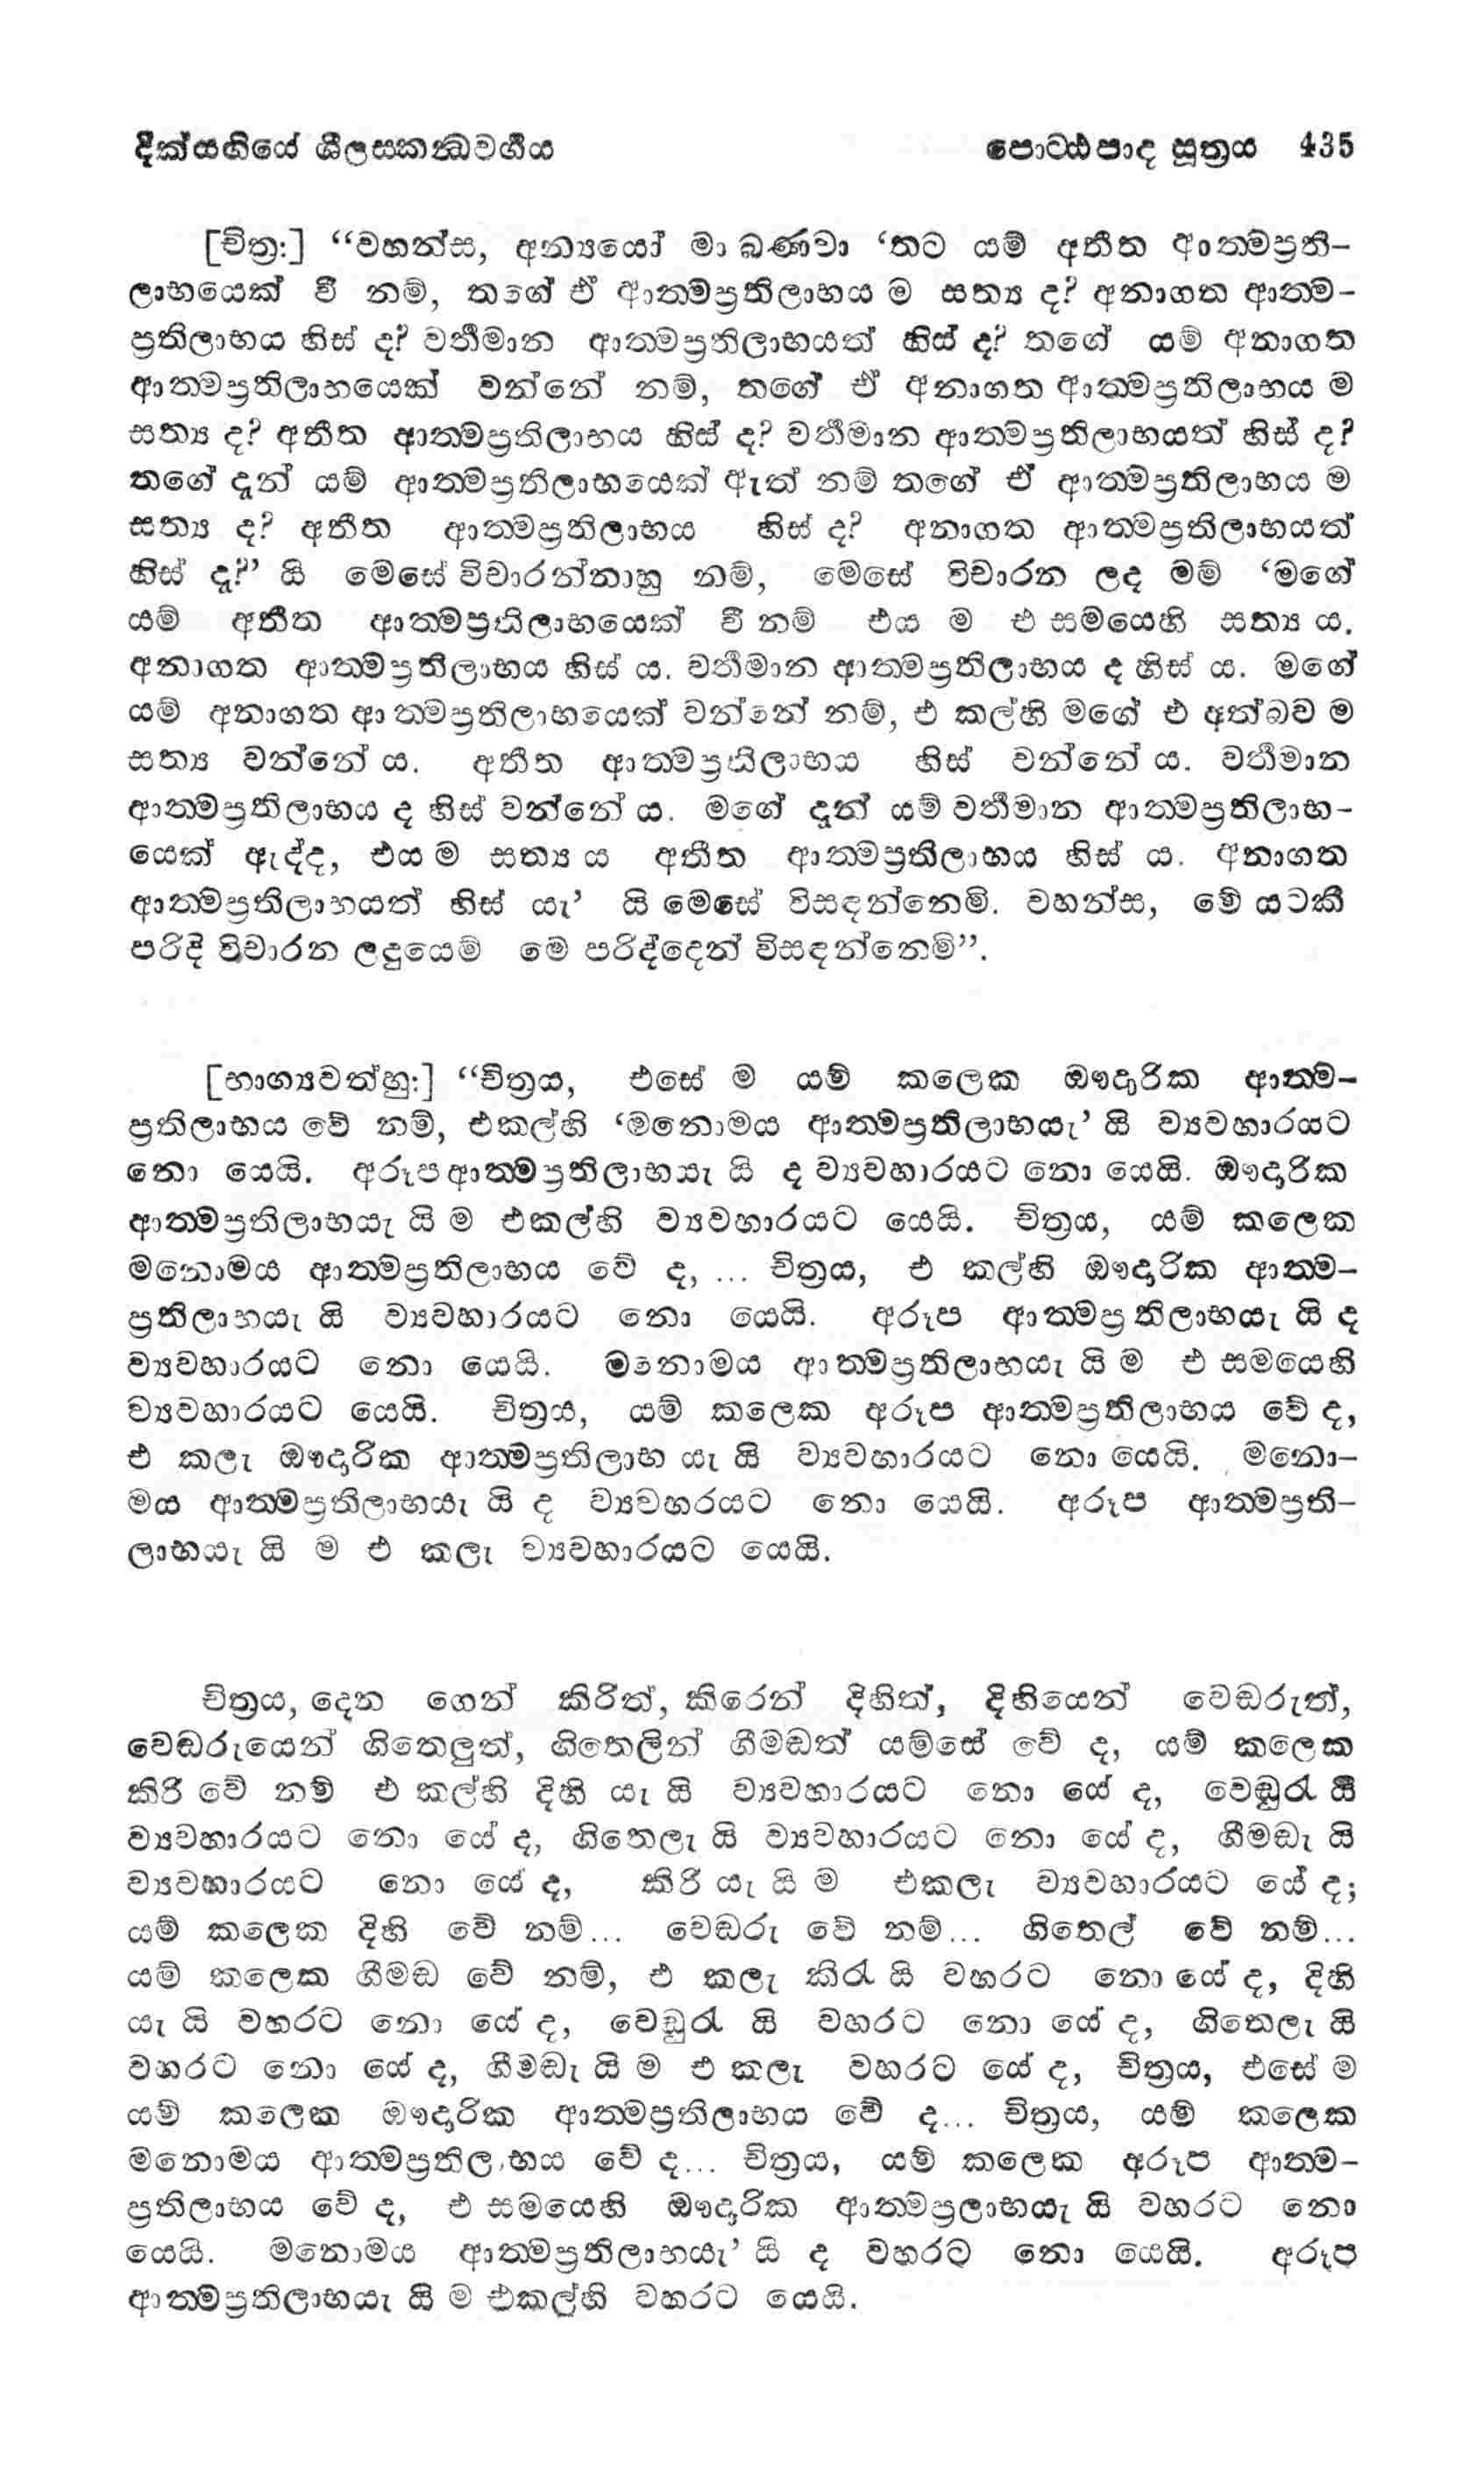 දීක්සඟියේ ශීලසකන්‍ධවර්‍ගය පොට්ඨපාද සූත්‍රය 435
[චිත්‍ර:] “වහන්ස, අන්‍යයෝ මා බණවා ‘තට යම් අතීත ආත්මප්‍රති-
ලාභයෙක් වී නම්, තගේ ඒ ආත්මප්‍රතිලාභය ම සත්‍ය ද? අනාගත ආත්ම-
ප්‍රතිලාභය හිස් ද? වර්‍තමාන ආත්මප්‍රතිලාභයත් හිස් ද? තගේ යම් අනාගත
ආත්මප්‍රතිලාභයෙක් වන්නේ නම්, තගේ ඒ අනාගත ආත්මප්‍රතිලාභය ම
සත්‍ය ද? අතීත ආත්මප්‍රතිලාභය හිස් ද? වර්‍තමාන ආත්මප්‍රතිලාභයත් හිස් ද?
තගේ දැන් යම් ආත්මප්‍රතිලාභයෙක් ඇත් නම් තගේ ඒ ආත්මප්‍රතිලාභය ම
සත්‍ය ද? අතීත ආත්මප්‍රතිලාභය හිස් ද? අනාගත ආත්මප්‍රතිලාභයත්
හිස් දැ?’ යි මෙසේ විචාරන්නාහු නම්, මෙසේ විචාරන ලද මම් ‘මගේ
යම් අතීත ආත්මප්‍රතිලාභයෙක් වී නම් එය ම එ සමයෙහි සත්‍ය ය.
අනාගත ආත්මප්‍රතිලාභය හිස් ය. වර්‍තමාන ආත්මප්‍රතිලාභය ද හිස් ය. මගේ
යම් අනාගත ආත්මප්‍රතිලාභයෙක් වන්නේ නම්, එ කල්හි මගේ එ අත්බව ම
සත්‍ය වන්නේ ය. අතීත ආත්මප්‍රතිලාභය හිස් වන්නේ ය. වර්‍තමාන
ආත්මප්‍රතිලාභය ද හිස් වන්නේ ය. මගේ දැන් යම් වර්‍තමාන ආත්මප්‍රතිලාභ-
යෙක් ඇද්ද, එය ම සත්‍ය ය අතීත ආත්මප්‍රතිලාභය හිස් ය. අනාගත
ආත්මප්‍රතිලාභයත් හිස් යැ’ යි මෙසේ විසඳන්නෙමි. වහන්ස, මේ යටකී
පරිදි විචාරන ලදුයෙම් මෙ පරිද්දෙන් විසඳන්නෙමි”.
[භාග්‍යවත්හු:] “චිත්‍රය, එසේ ම යම් කලෙක ඖදාරික ආත්ම-
ප්‍රතිලාභය වේ නම්, එකල්හි ‘මනොමය ආත්මප්‍රතිලාභයැ’ යි ව්‍යවහාරයට
නො යෙයි. අරූපආත්මප්‍රතිලාභයැ යි ද ව්‍යවහාරයට නො යෙයි. ඖදාරික
ආත්මප්‍රතිලාභයැ යි ම එකල්හි ව්‍යවහාරයට යෙයි. චිත්‍රය, යම් කලෙක
මනොමය ආත්මප්‍රතිලාභය වේ ද, ... චිත්‍රය, එ කල්හි ඖදාරික ආත්ම-
ප්‍රතිලාභයැ යි ව්‍යවහාරයට නො යෙයි. අරූප ආත්මප්‍රතිලාභයැ යි ද
ව්‍යවහාරයට නො යෙයි. මනොමය ආත්මප්‍රතිලාභයැ යි ම එ සමයෙහි
ව්‍යවහාරයට යෙයි. චිත්‍රය, යම් කලෙක අරූප ආත්මප්‍රතිලාභය වේ ද,
එ කලැ ඖදාරික ආත්මප්‍රතිලාභ යැ යි ව්‍යවහාරයට නො යෙයි. මනො-
මය ආත්මප්‍රතිලාභයැ යි ද ව්‍යවහරයට නො යෙයි. අරූප ආත්මප්‍රති-
ලාභයැ යි ම එ කලැ ව්‍යවහාරයට යෙයි.
චිත්‍රය, දෙන ගෙන් කිරිත්, කිරෙන් දිහිත්, දිහියෙන් වෙඬරුත්,
වෙඬරුයෙන් ගිතෙලුත්, ගිතෙලින් ගීමඬත් යම්සේ වේ ද, යම් කලෙක
කිරි වේ නම් එ කල්හි දිහි යැ යි ව්‍යවහාරයට නො යේ ද, වෙඬුරැ යි
ව්‍යවහාරයට නො යේ ද, ගිතෙලැ යි ව්‍යවහාරයට නො යේ ද, ගීමඬැ යි
ව්‍යවහාරයට නො යේ ද, කිරි යැ යි ම එකලැ ව්‍යවහාරයට යේ ද;
යම් කලෙක දිහි වේ නම්... වෙඬරු වේ නම්... ගිතෙල් වේ නම්...
යම් කලෙක ගීමඬ වේ නම්, එ කලැ කිරැ යි වහරට නො යේ ද, දිහි
යැ යි වහරට නො යේ ද, වෙඬුරැ යි වහරට නො යේ ද, ගිතෙලැ යි
වහරට නො යේ ද, ගීමඬැ යි ම එ කලැ වහරට යේ ද, චිත්‍රය, එසේ ම
යම් කලෙක ඖදාරික ආත්මප්‍රතිලාභය වේ ද... චිත්‍රය, යම් කලෙක
මනොමය ආත්මප්‍රතිලාභය වේ ද... චිත්‍රය, යම් කලෙක අරූප ආත්ම-
ප්‍රතිලාභය වේ ද, එ සමයෙහි ඖදාරික ආත්මප්‍රලාභයැ යි වහරට නො
යෙයි. මනොමය ආත්මප්‍රතිලාභයැ’ යි ද වහරට නො යෙයි. අරූප
ආත්මප්‍රතිලාභයැ යි ම එකල්හි වහරට යෙයි.